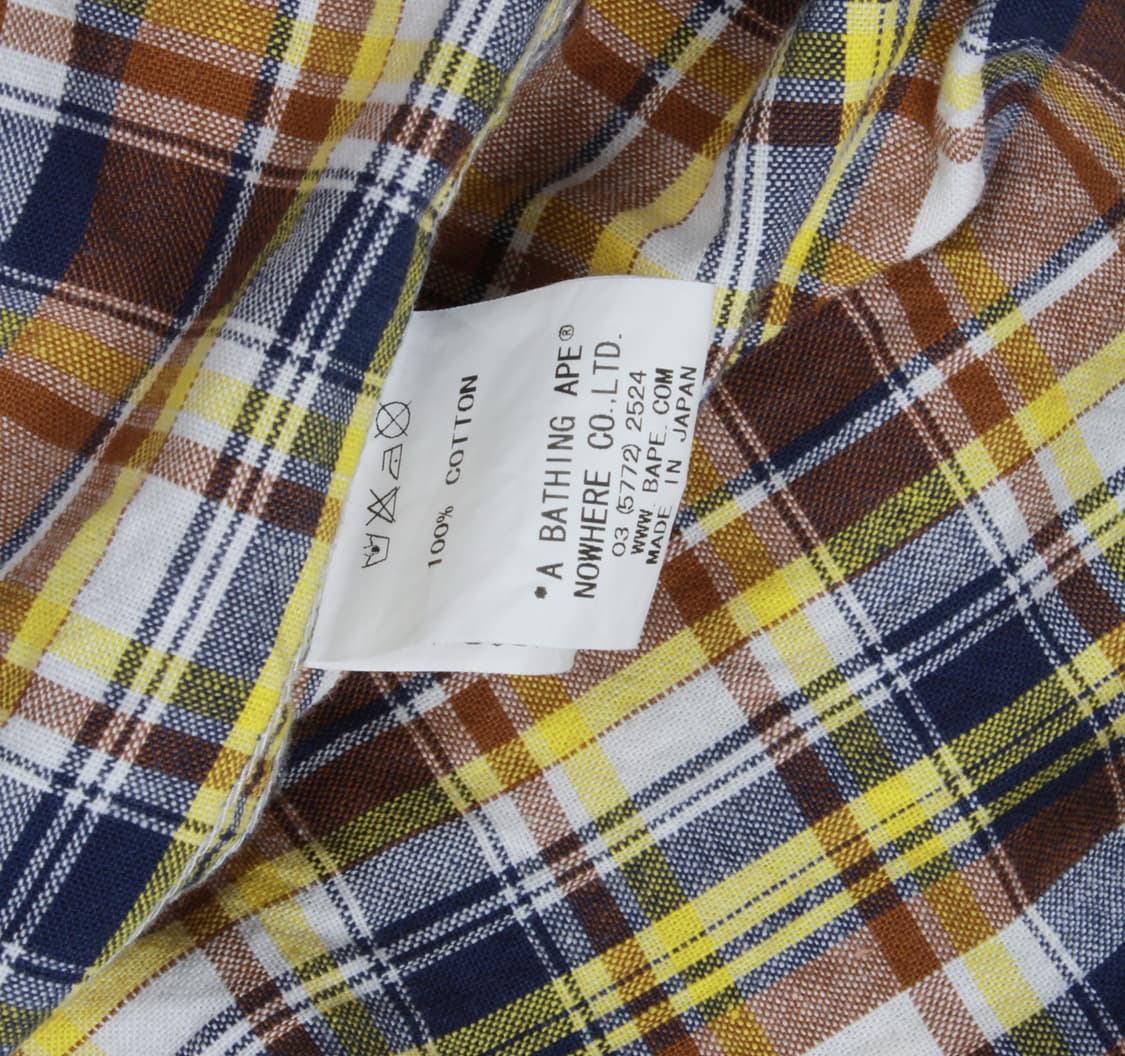 100% COTTON
*A BATHING APE®
NOWHERE CO.,LTD.
03 (5772) 2524
WWW BAPE. COM
MADE IN JAPAN